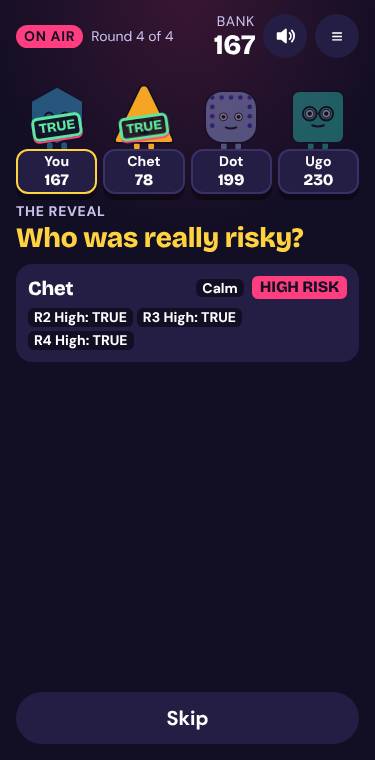 ON AIR Round 4 of 4 BANK 167
TRUE TRUE
You Chet Dot Ugo
167 78 199 230
THE REVEAL
Who was really risky?
Chet Calm HIGH RISK
R2 High: TRUE R3 High: TRUE
R4 High: TRUE
Skip